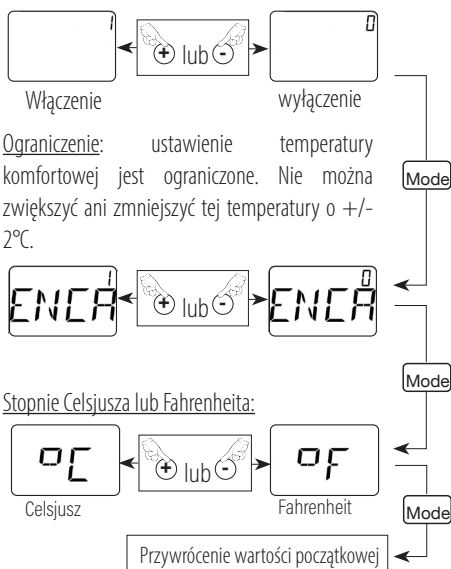 1 + lub - 0
Włączenie wyłączenie
Ograniczenie: ustawienie temperatury
komfortowej jest ograniczone. Nie można
zwiększyć ani zmniejszyć tej temperatury o +/-
2°C.
Mode
1 ENCA + lub - 0 ENCA
Mode
Stopnie Celsjusza lub Fahrenheita:
°C + lub - °F
Celsjusz Fahrenheit
Mode
Przywrócenie wartości początkowej